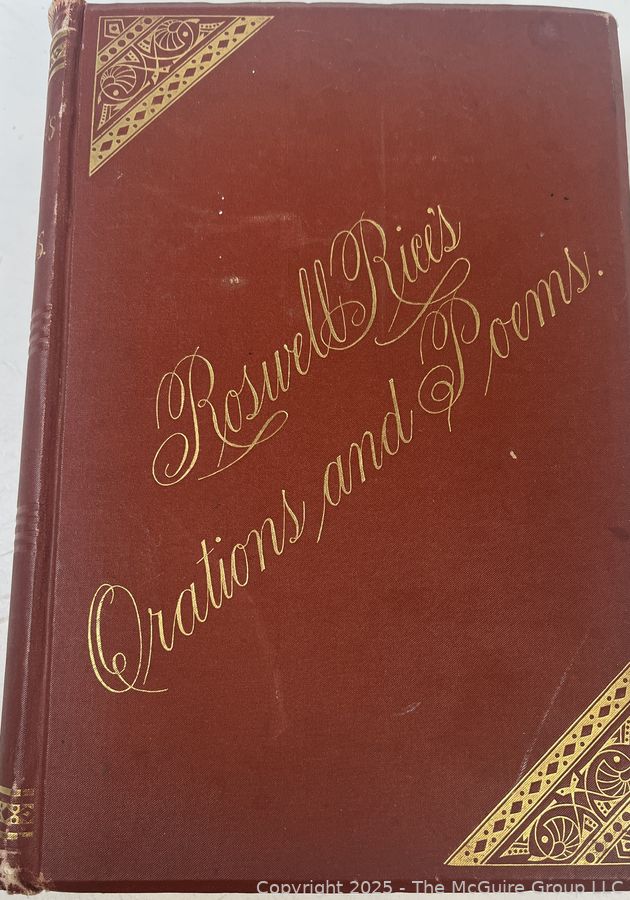 Roswell Rice's
Orations and Poems.
S
S.
Copyright 2025 - The McGuire Group LLC